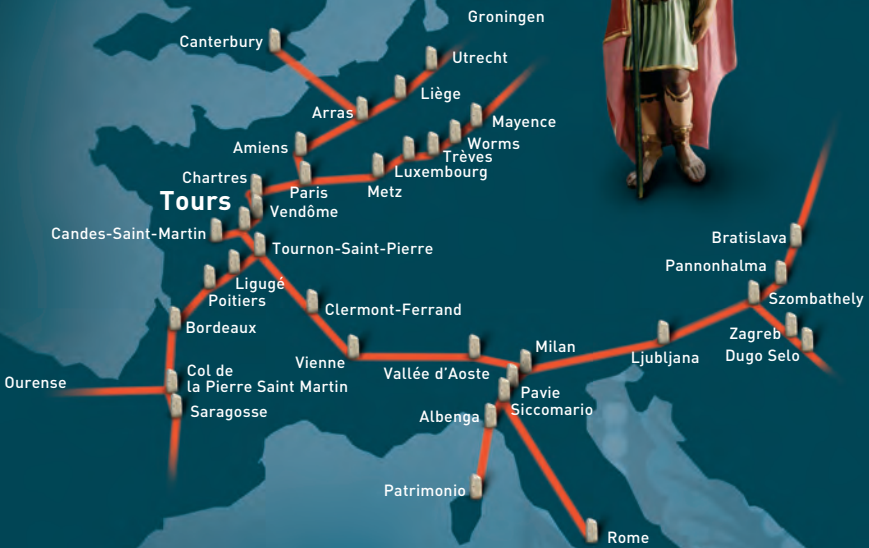 Groningen
Canterbury
Utrecht
Liège
Arras
Mayence
Amiens
Worms
Trèves
Luxembourg
Chartres
Paris
Metz
Tours
Vendôme
Candes-Saint-Martin
Tournon-Saint-Pierre
Bratislava
Pannonhalma
Ligugé
Poitiers
Szombathely
Clermont-Ferrand
Bordeaux
Zagreb
Milan
Ljubljana
Dugo Selo
Vienne
Vallée d'Aoste
Ourense
Col de
la Pierre Saint Martin
Pavie
Siccomario
Saragosse
Albenga
Patrimonio
Rome